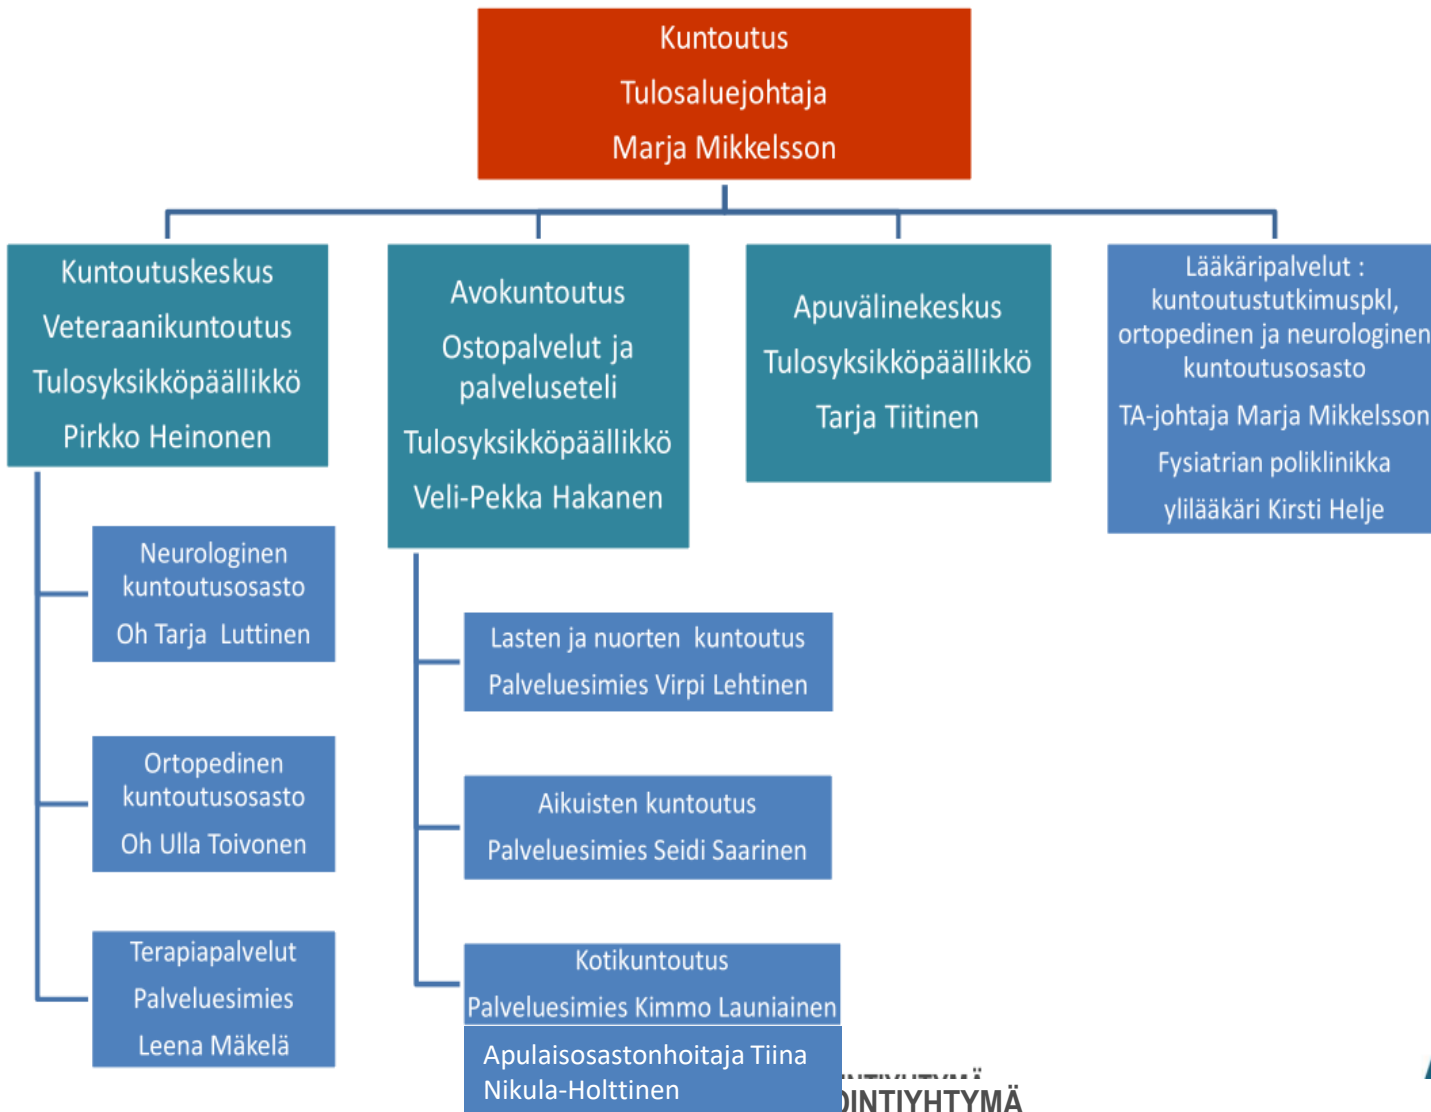 Kuntoutus
Tulosaluejohtaja
Marja Mikkelsson
Kuntoutuskeskus
Veteraanikuntoutus
Tulosyksikköpäällikkö
Pirkko Heinonen
Neurologinen
kuntoutusosasto
Oh Tarja Luttinen
Ortopedinen
kuntoutusosasto
Oh Ulla Toivonen
Terapiapalvelut
Palveluesimies
Leena Mäkelä
Avokuntoutus
Ostopalvelut ja
palveluseteli
Tulosyksikköpäällikkö
Veli-Pekka Hakanen
Lasten ja nuorten kuntoutus
Palveluesimies Virpi Lehtinen
Aikuisten kuntoutus
Palveluesimies Seidi Saarinen
Kotikuntoutus
Palveluesimies Kimmo Launiainen
Apulaisosastonhoitaja Tiina
Nikula-Holttinen
Apuvälinekeskus
Tulosyksikköpäällikkö
Tarja Tiitinen
Lääkäripalvelut :
kuntoutustutkimuspkl,
ortopedinen ja neurologinen
kuntoutusosasto
TA-johtaja Marja Mikkelsson
Fysiatrian poliklinikka
ylilääkäri Kirsti Helje
OINTIYHTYMÄ